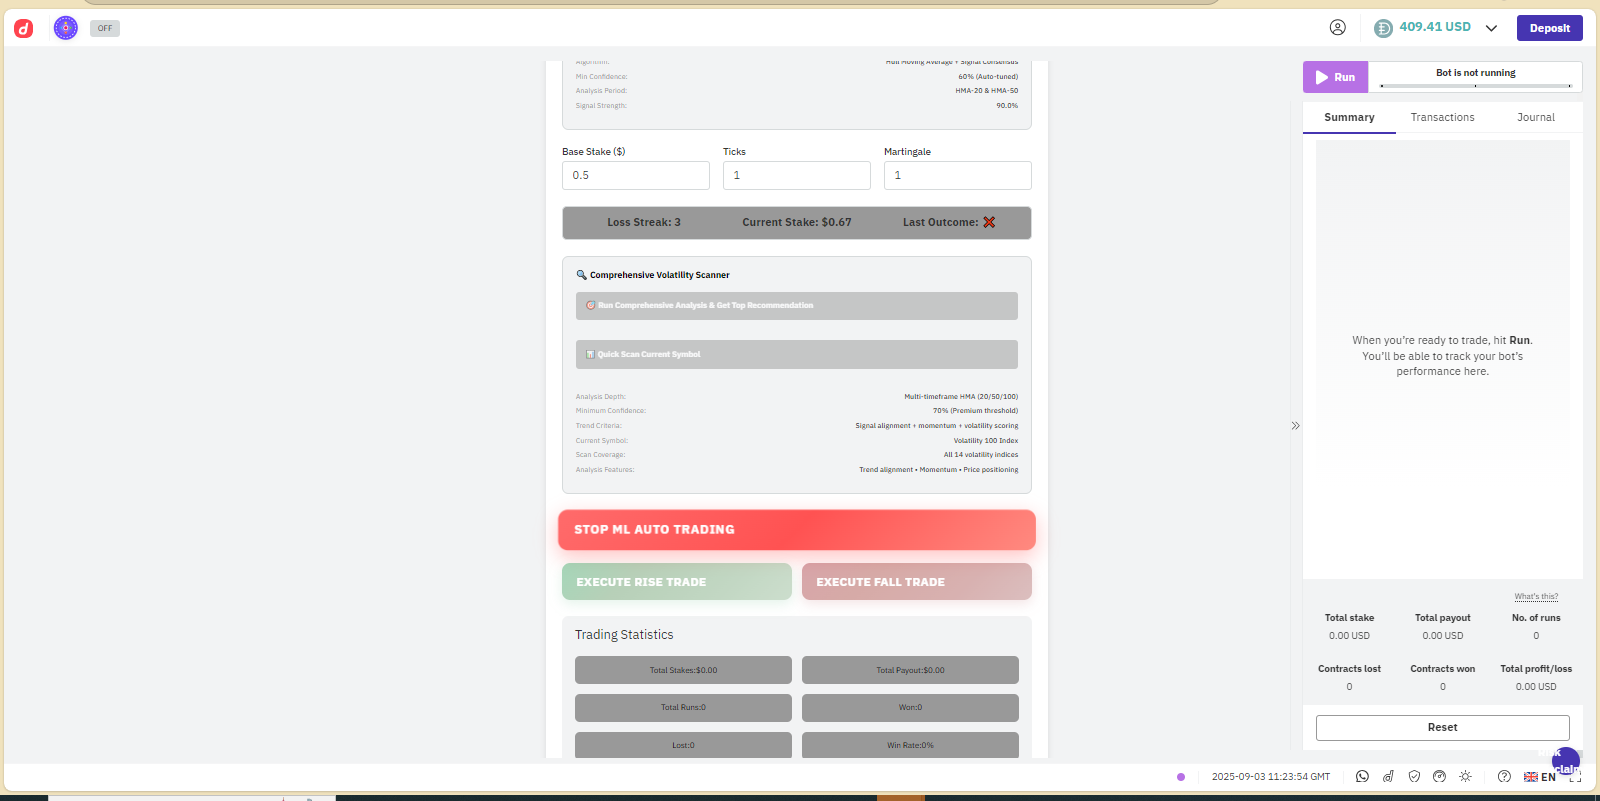 OFF
409.41 USD
Deposit
Algorithm:
Hull Moving Average + Signal Consensus
Min Confidence:
60% (Auto-tuned)
Analysis Period:
HMA-20 & HMA-50
Signal Strength:
90.0%
Base Stake ($)
Ticks
Martingale
0.5
1
1
Loss Streak: 3
Current Stake: $0.67
Last Outcome: ❌
🔍 Comprehensive Volatility Scanner
🎯 Run Comprehensive Analysis & Get Top Recommendation
📊 Quick Scan Current Symbol
Analysis Depth:
Multi-timeframe HMA (20/50/100)
Minimum Confidence:
70% (Premium threshold)
Trend Criteria:
Signal alignment + momentum + volatility scoring
Current Symbol:
Volatility 100 Index
Scan Coverage:
All 14 volatility indices
Analysis Features:
Trend alignment • Momentum • Price positioning
STOP ML AUTO TRADING
EXECUTE RISE TRADE
EXECUTE FALL TRADE
Trading Statistics
Total Stakes:$0.00
Total Payout:$0.00
Total Runs:0
Won:0
Lost:0
Win Rate:0%
Run
Bot is not running
Summary
Transactions
Journal
When you're ready to trade, hit Run.
You'll be able to track your bot's
performance here.
What's this?
Total stake
Total payout
No. of runs
0.00 USD
0.00 USD
0
Contracts lost
Contracts won
Total profit/loss
0
0
0.00 USD
Reset
2025-09-03 11:23:54 GMT
EN